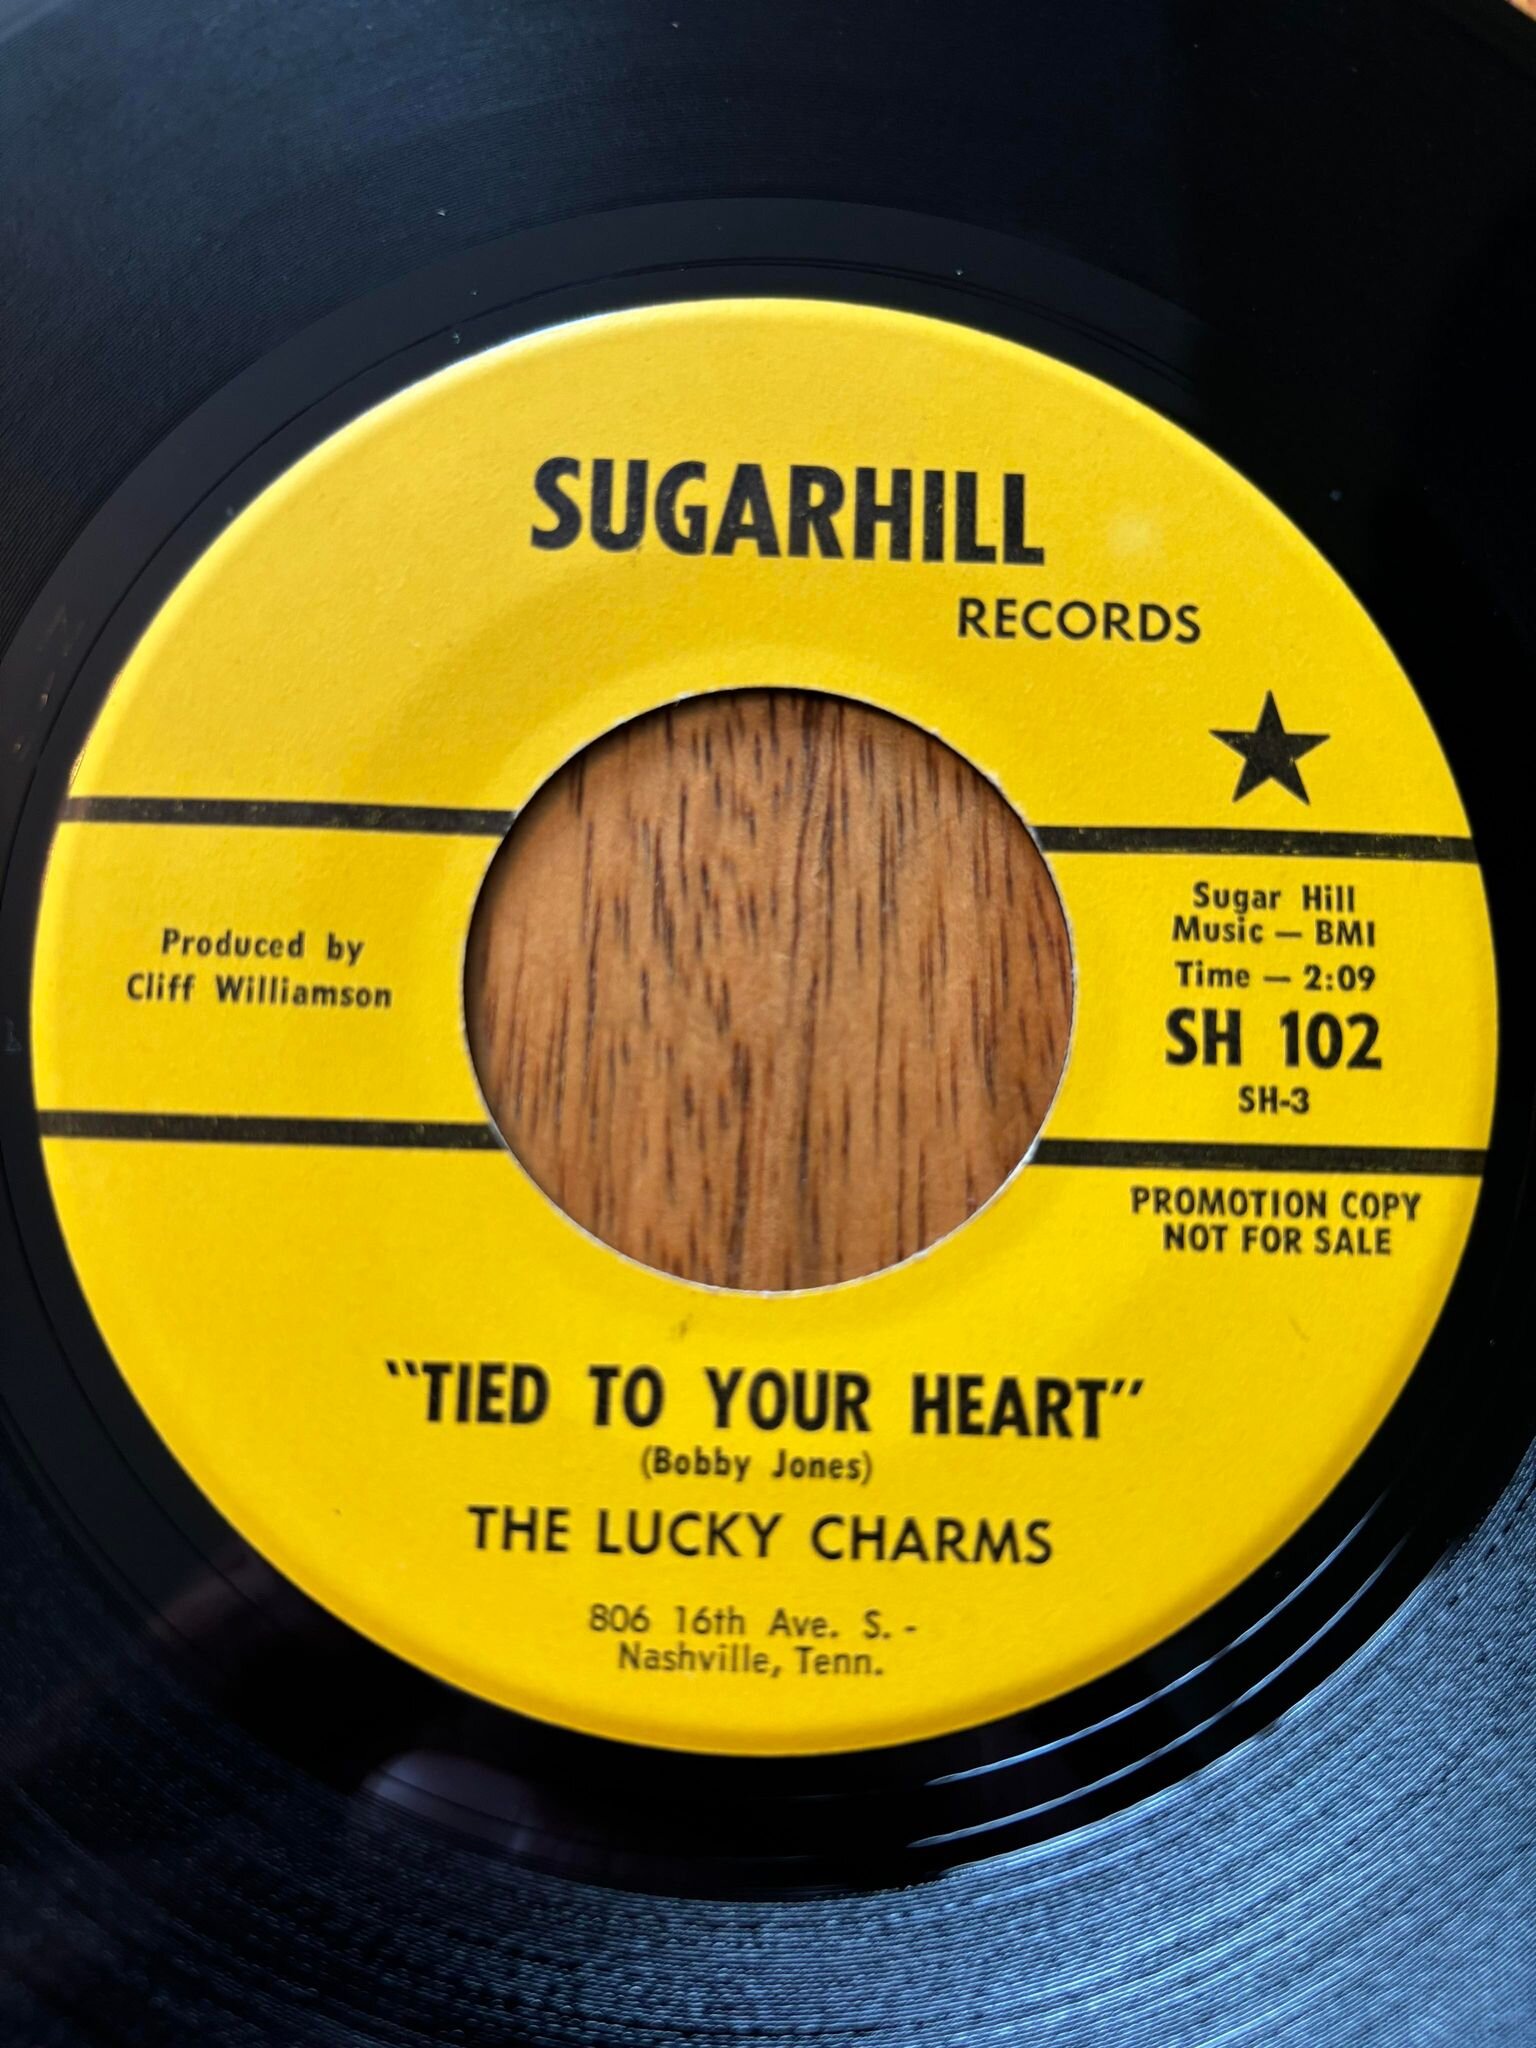 SUGARHILL
RECORDS
Produced by
Cliff Williamson
Sugar Hill
Music — BMI
Time — 2:09
SH 102
SH-3
PROMOTION COPY
NOT FOR SALE
"TIED TO YOUR HEART"
(Bobby Jones)
THE LUCKY CHARMS
806 16th Ave. S. -
Nashville, Tenn.